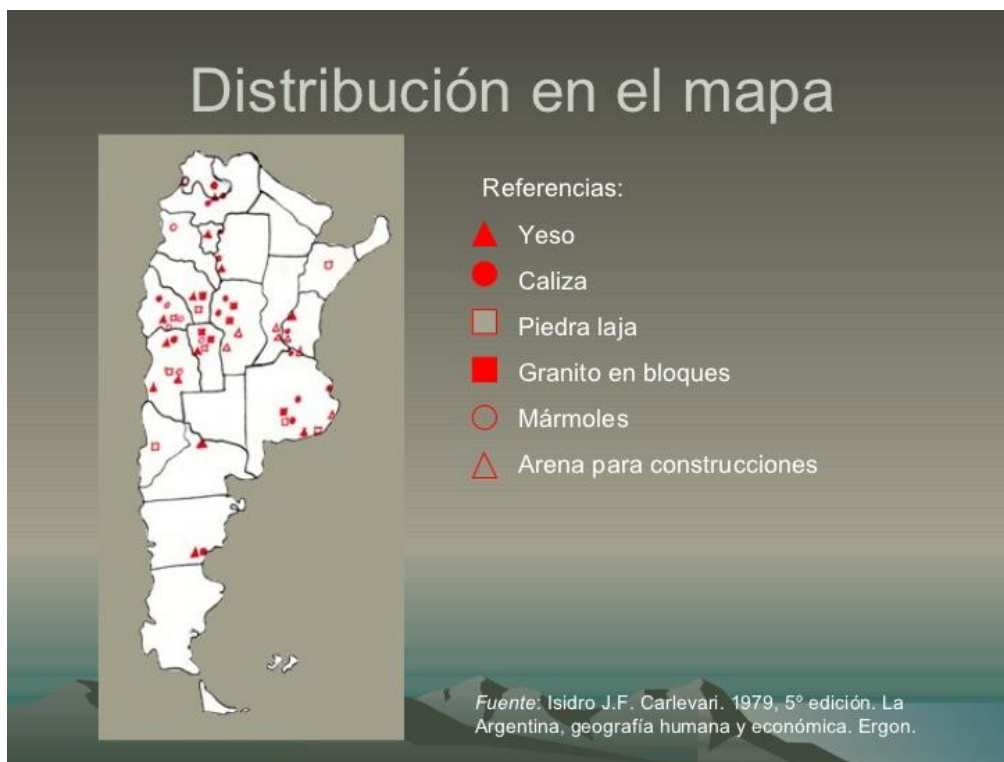 Distribución en el mapa
Referencias:
Yeso
Caliza
Piedra laja
Granito en bloques
Mármoles
Arena para construcciones
Fuente: Isidro J.F. Carlevari. 1979, 5º edición. La
Argentina, geografía humana y económica. Ergon.